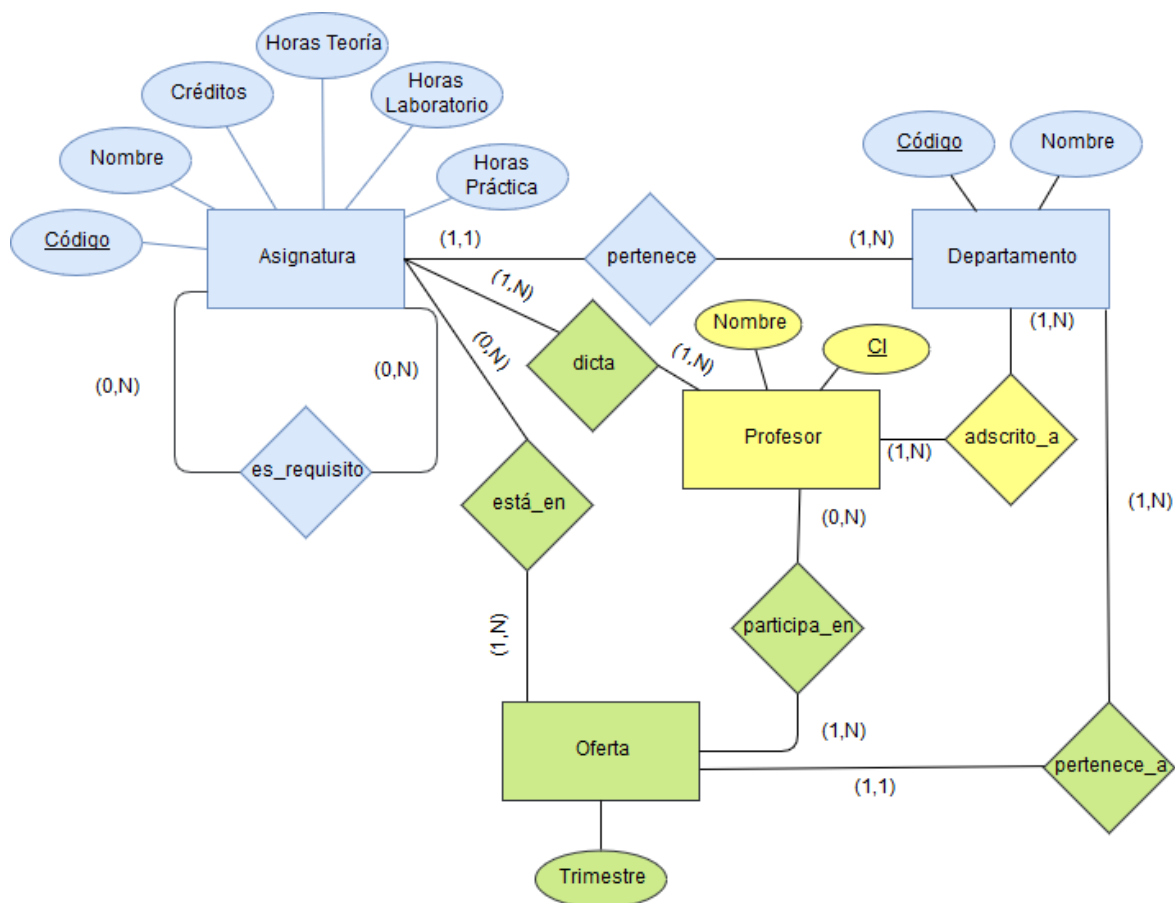 Horas Teoría
Créditos
Horas
Laboratorio
Nombre
Horas
Práctica
Código
Código
Nombre
Asignatura
(1,1)
pertenece
(1,N)
Departamento
(1,N)
(0,N)
dicta
(1,N)
Nombre
CI
(1,N)
(0,N)
(0,N)
es_requisito
Profesor
(1,N)
adscrito_a
está_en
(0,N)
(1,N)
(1,N)
participa_en
(1,N)
Oferta
(1,1)
pertenece_a
Trimestre